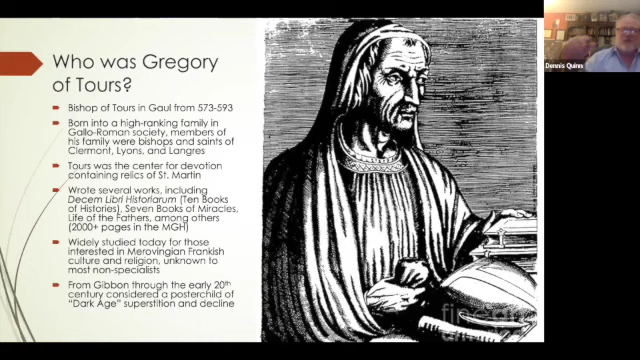 Who was Gregory
of Tours?
Bishop of Tours in Gaul from 573-593
Born into a high-ranking family in
Gallo-Roman society, members of
his family were bishops and saints of
Clermont, Lyons, and Langres
Tours was the center for devotion
containing relics of St. Martin
Wrote several works, including
Decem Libri Historiarum (Ten Books
of Histories), Seven Books of Miracles,
Life of the Fathers, among others
(2000+ pages in the MGH)
Widely studied today for those
interested in Merovingian Frankish
culture and religion, unknown to
most non-specialists
From Gibbon through the early 20th
century considered a posterchild of
"Dark Age" superstition and decline
Dennis Quinn